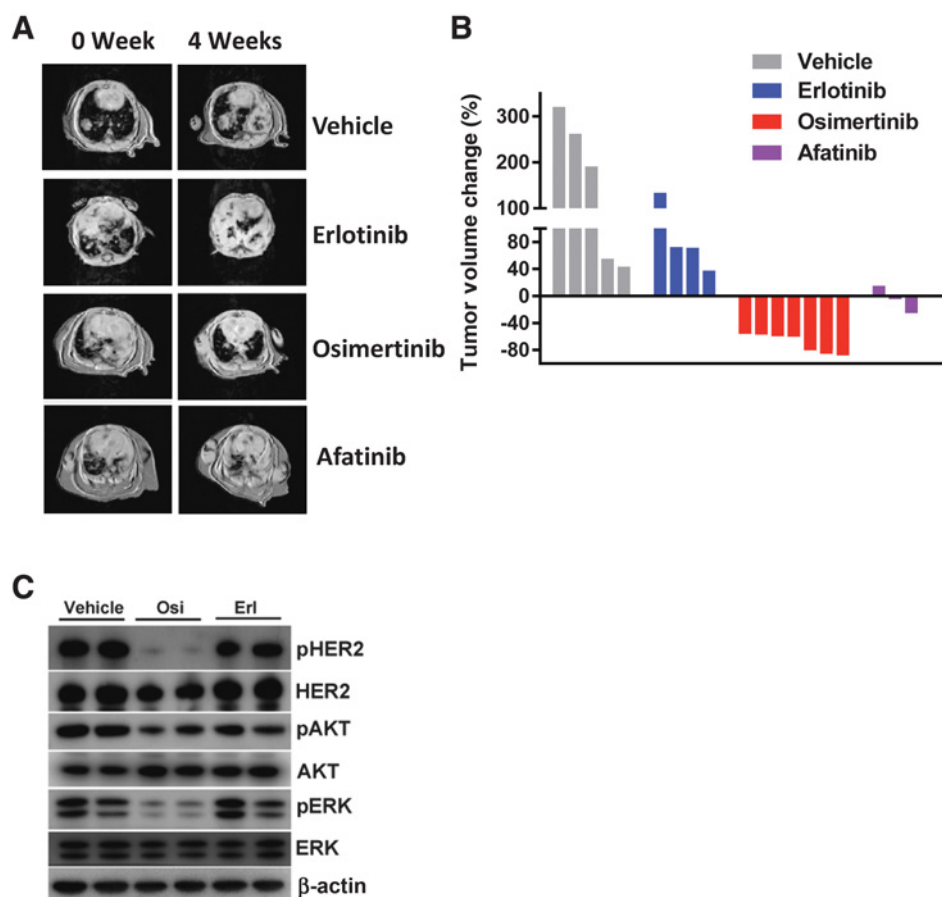 A
0 Week 4 Weeks
Vehicle
Erlotinib
Osimertinib
Afatinib
B
Vehicle
Erlotinib
Osimertinib
Afatinib
Tumor volume change (%)
300
200
100
80
40
0
-40
-80
C
Vehicle Osi Erl
pHER2
HER2
pAKT
AKT
pERK
ERK
β-actin